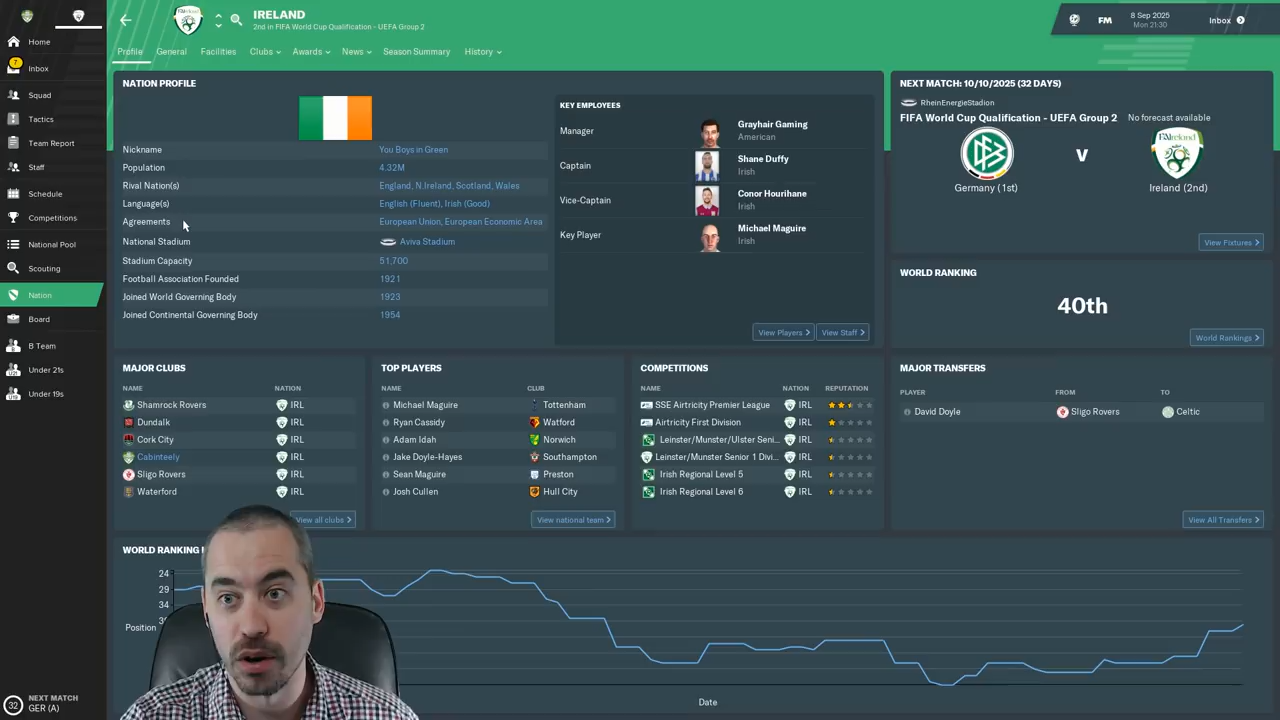 IRELAND
2nd in FIFA World Cup Qualification - UEFA Group 2
FM
8 Sep 2025
Mon 21:30
Inbox
Profile General Facilities Clubs Awards News Season Summary History
Home
7
Inbox
Squad
Tactics
Team Report
Staff
Schedule
Competitions
National Pool
Scouting
Nation
Board
B Team
Under 21s
Under 19s
32
NEXT MATCH
GER (A)
NATION PROFILE
Nickname You Boys in Green
Population 4.32M
Rival Nation(s) England, N.Ireland, Scotland, Wales
Language(s) English (Fluent), Irish (Good)
Agreements European Union, European Economic Area
National Stadium Aviva Stadium
Stadium Capacity 51,700
Football Association Founded 1921
Joined World Governing Body 1923
Joined Continental Governing Body 1954
KEY EMPLOYEES
Manager Grayhair Gaming
American
Captain Shane Duffy
Irish
Vice-Captain Conor Hourihane
Irish
Key Player Michael Maguire
Irish
View Players View Staff
NEXT MATCH: 10/10/2025 (32 DAYS)
RheinEnergieStadion
FIFA World Cup Qualification - UEFA Group 2 No forecast available
V
Germany (1st) Ireland (2nd)
View Fixtures
WORLD RANKING
40th
World Rankings
MAJOR CLUBS
NAME NATION
Shamrock Rovers IRL
Dundalk IRL
Cork City IRL
Cabinteely IRL
Sligo Rovers IRL
Waterford IRL
View all clubs
TOP PLAYERS
NAME CLUB
Michael Maguire Tottenham
Ryan Cassidy Watford
Adam Idah Norwich
Jake Doyle-Hayes Southampton
Sean Maguire Preston
Josh Cullen Hull City
View national team
COMPETITIONS
NAME NATION REPUTATION
SSE Airtricity Premier League IRL
Airtricity First Division IRL
Leinster/Munster/Ulster Seni... IRL
Leinster/Munster Senior 1 Divi... IRL
Irish Regional Level 5 IRL
Irish Regional Level 6 IRL
MAJOR TRANSFERS
PLAYER FROM TO
David Doyle Sligo Rovers Celtic
View All Transfers
WORLD RANKING
24
29
34
Position
Date